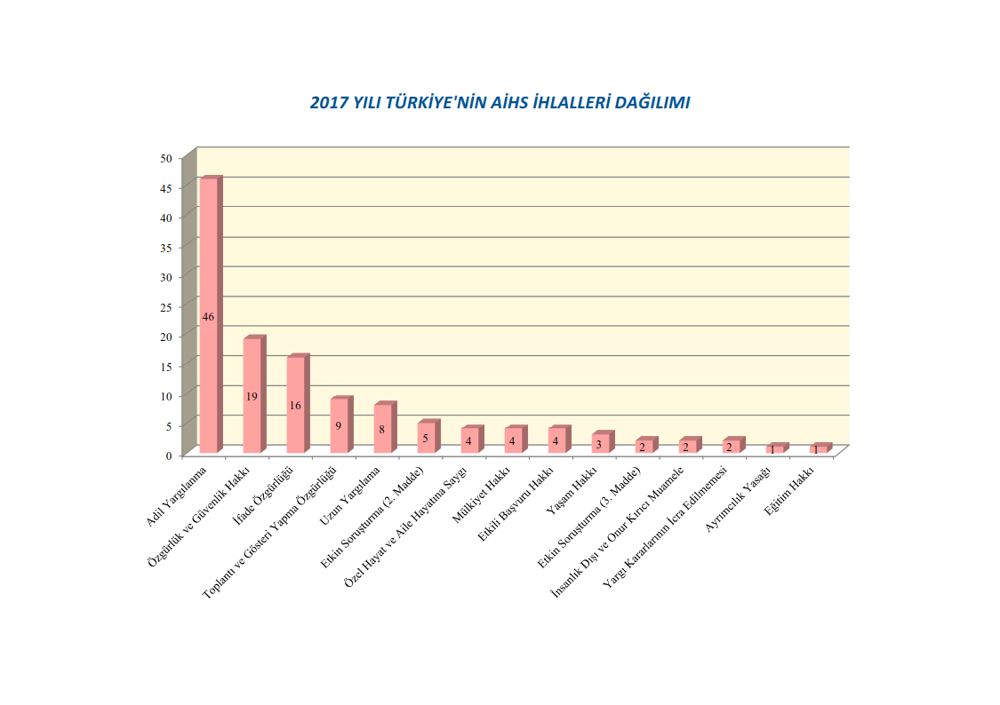 2017 YILI TÜRKİYE'NİN AİHS İHLALLERİ DAĞILIMI
50
45
40
35
30
25
20
15
10
5
0
46
19
16
9
8
5
4
4
4
3
2
2
2
1
1
Adil Yargılanma
Özgürlük ve Güvenlik Hakkı
İfade Özgürlüğü
Toplantı ve Gösteri Yapma Özgürlüğü
Uzun Yargılama
Etkin Soruşturma (2. Madde)
Özel Hayat ve Aile Hayatına Saygı
Mülkiyet Hakkı
Etkili Başvuru Hakkı
Yaşam Hakkı
Etkin Soruşturma (3. Madde)
İnsanlık Dışı ve Onur Kırıcı Muamele
Yargı Kararlarının İcra Edilmemesi
Ayrımcılık Yasağı
Eğitim Hakkı